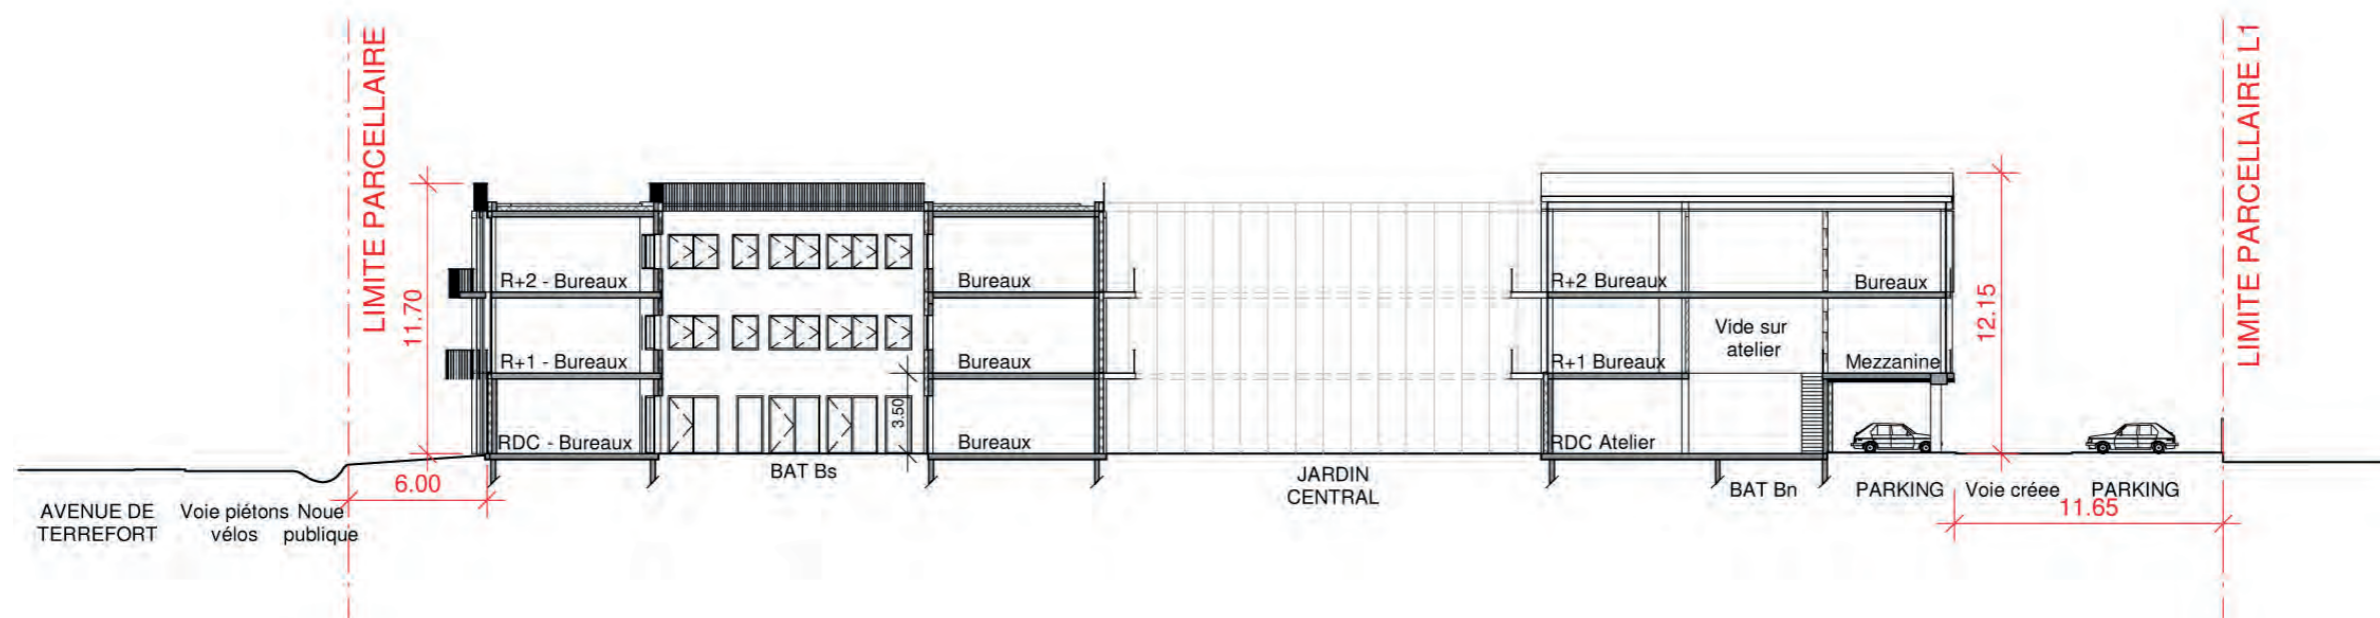 LIMITE PARCELLAIRE
LIMITE PARCELLAIRE L1
11.70
12.15
R+2 - Bureaux
Bureaux
R+2 Bureaux
Bureaux
Vide sur
atelier
R+1 - Bureaux
Bureaux
R+1 Bureaux
Mezzanine
3.50
RDC - Bureaux
Bureaux
RDC Atelier
BAT Bs
JARDIN
CENTRAL
BAT Bn
PARKING
Voie créee
PARKING
6.00
11.65
AVENUE DE
TERREFORT
Voie piétons
vélos
Noue
publique